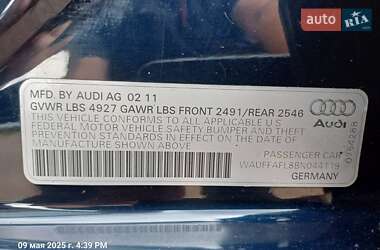 auto RIA.com
MFD. BY AUDI AG 02 11
GVWR LBS 4927 GAWR LBS FRONT 2491/REAR 2546
THIS VEHICLE CONFORMS TO ALL APPLICABLE U.S.
FEDERAL MOTOR VEHICLE SAFETY BUMPER AND THEFT
PREVENTION STANDARDS IN EFFECT ON THE DATE OF
MANUFACTURE SHOWN ABOVE.
Audi
PASSENGER CAR
GERMANY
09 мая 2025 г. 4:39 PM